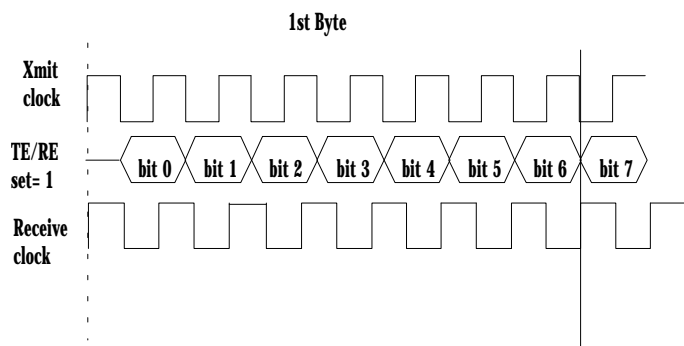 1st Byte
Xmit
clock
TE/RE
set= 1
bit 0 bit 1 bit 2 bit 3 bit 4 bit 5 bit 6 bit 7
Receive
clock